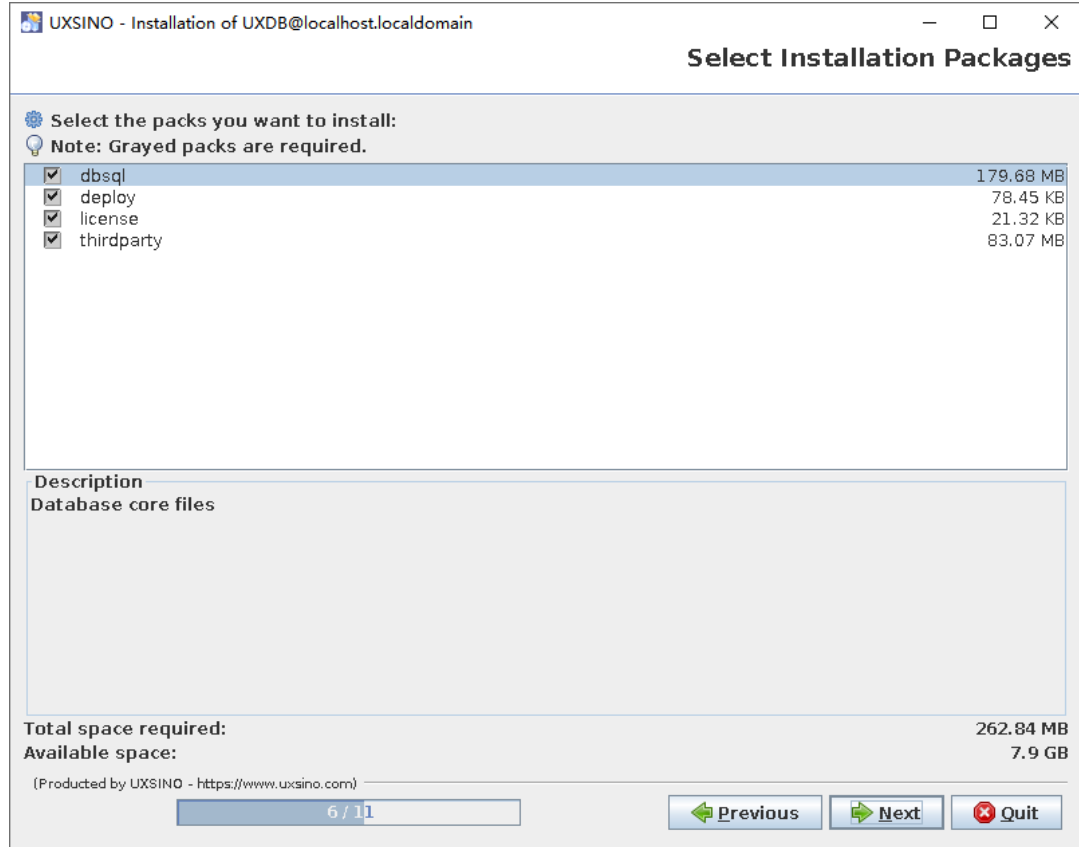 UXSINO - Installation of UXDB@localhost.localdomain
Select Installation Packages
Select the packs you want to install:
Note: Grayed packs are required.
dbsql 179.68 MB
deploy 78.45 KB
license 21.32 KB
thirdparty 83.07 MB
Description
Database core files
Total space required: 262.84 MB
Available space: 7.9 GB
(Producted by UXSINO - https://www.uxsino.com)
6 / 11
Previous Next Quit